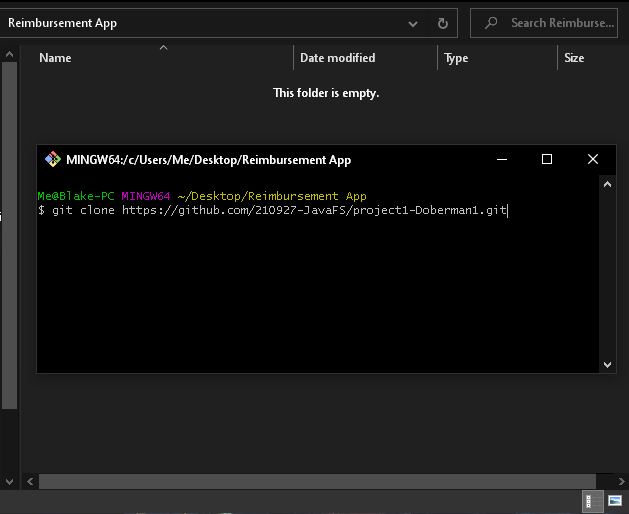 Reimbursement App
Search Reimburse...
Name Date modified Type Size
This folder is empty.
MINGW64:/c/Users/Me/Desktop/Reimbursement App
Me@Blake-PC MINGW64 ~/Desktop/Reimbursement App
$ git clone https://github.com/210927-JavaFS/project1-Doberman1.git